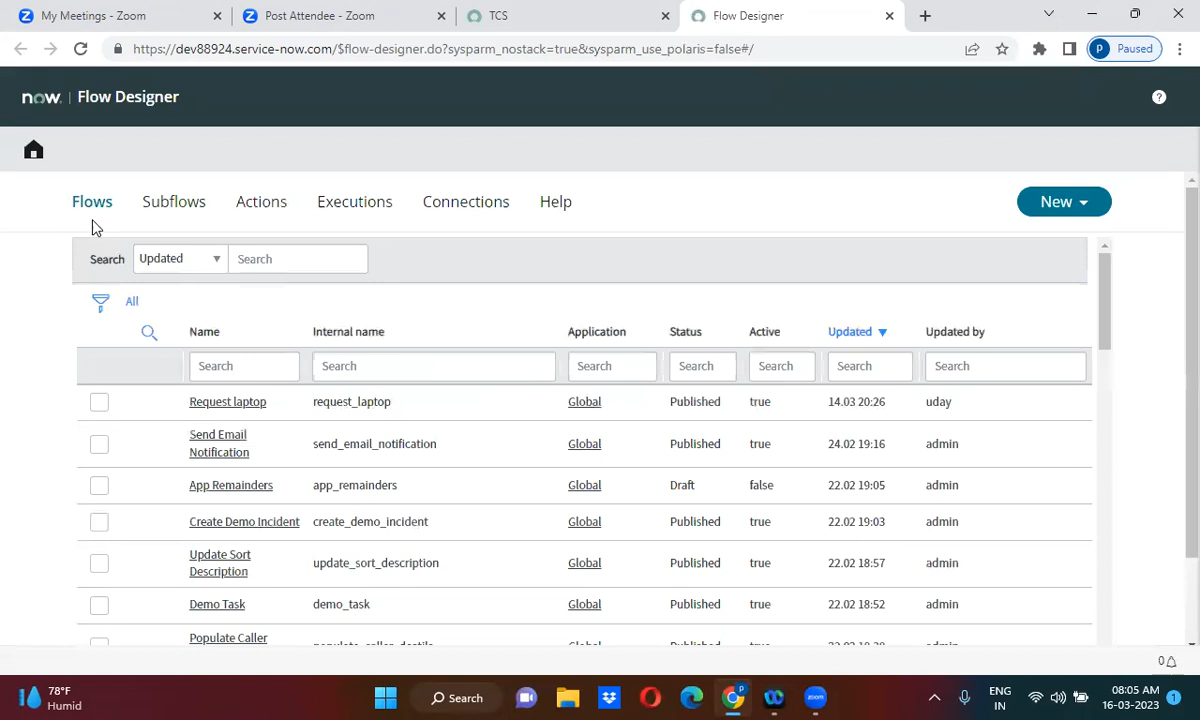 My Meetings - Zoom
Post Attendee - Zoom
TCS
Flow Designer
https://dev88924.service-now.com/$flow-designer.do?sysparm_nostack=true&sysparm_use_polaris=false#/
P
Paused
now. | Flow Designer
?
Flows Subflows Actions Executions Connections Help
New
Search Updated Search
All
Name Internal name Application Status Active Updated Updated by
Search Search Search Search Search Search Search
Request laptop request_laptop Global Published true 14.03 20:26 uday
Send Email Notification send_email_notification Global Published true 24.02 19:16 admin
App Remainders app_remainders Global Draft false 22.02 19:05 admin
Create Demo Incident create_demo_incident Global Published true 22.02 19:03 admin
Update Sort Description update_sort_description Global Published true 22.02 18:57 admin
Demo Task demo_task Global Published true 22.02 18:52 admin
Populate Caller
0
78°F
Humid
Search
P
zoom
ENG
IN
08:05 AM
16-03-2023
1